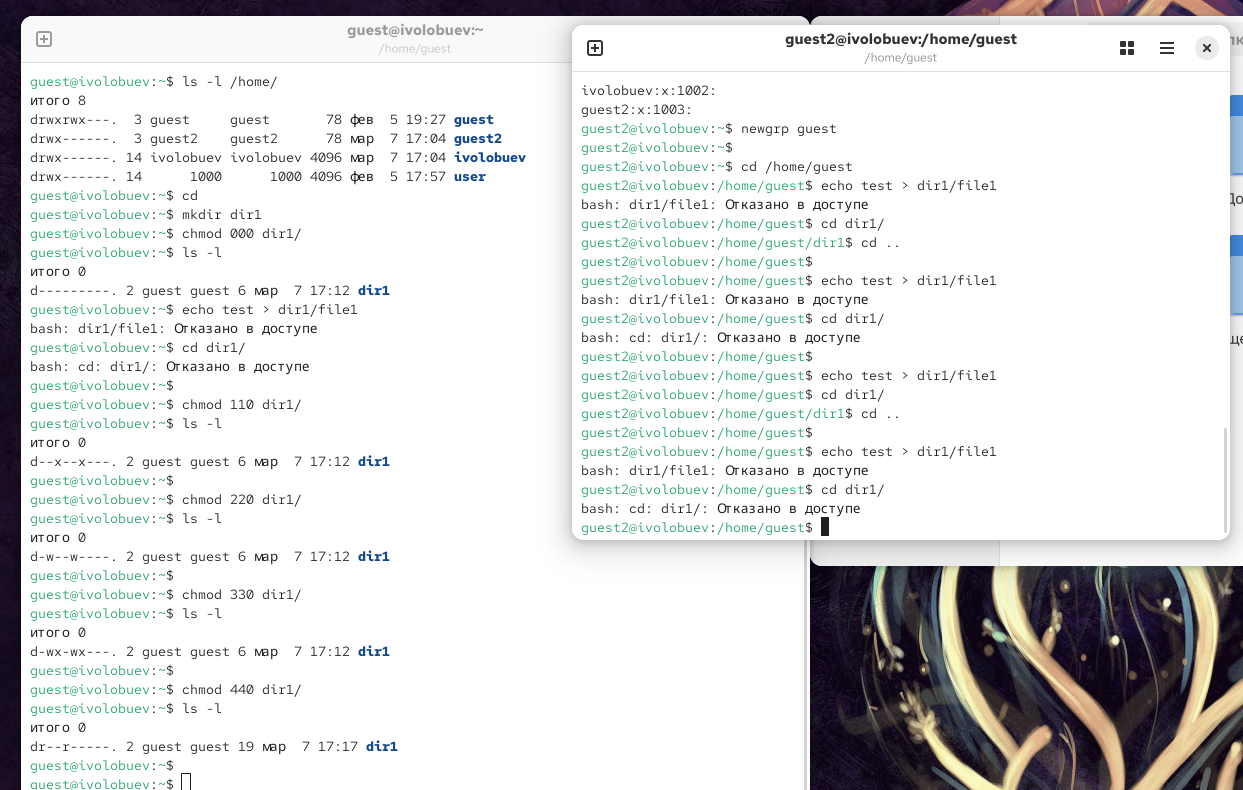 guest@ivolobuev:~
/home/guest
guest@ivolobuev:~$ ls -l /home/
итого 8
drwxrwx---.  3 guest     guest       78 фев  5 19:27 guest
drwx------.  3 guest2    guest2      78 мар  7 17:04 guest2
drwx------. 14 ivolobuev ivolobuev 4096 мар  7 17:04 ivolobuev
drwx------. 14      1000      1000 4096 фев  5 17:57 user
guest@ivolobuev:~$ cd
guest@ivolobuev:~$ mkdir dir1
guest@ivolobuev:~$ chmod 000 dir1/
guest@ivolobuev:~$ ls -l
итого 0
d---------. 2 guest guest 6 мар  7 17:12 dir1
guest@ivolobuev:~$ echo test > dir1/file1
bash: dir1/file1: Отказано в доступе
guest@ivolobuev:~$ cd dir1/
bash: cd: dir1/: Отказано в доступе
guest@ivolobuev:~$
guest@ivolobuev:~$ chmod 110 dir1/
guest@ivolobuev:~$ ls -l
итого 0
d--x--x---. 2 guest guest 6 мар  7 17:12 dir1
guest@ivolobuev:~$
guest@ivolobuev:~$ chmod 220 dir1/
guest@ivolobuev:~$ ls -l
итого 0
d-w--w----. 2 guest guest 6 мар  7 17:12 dir1
guest@ivolobuev:~$
guest@ivolobuev:~$ chmod 330 dir1/
guest@ivolobuev:~$ ls -l
итого 0
d-wx-wx---. 2 guest guest 6 мар  7 17:12 dir1
guest@ivolobuev:~$
guest@ivolobuev:~$ chmod 440 dir1/
guest@ivolobuev:~$ ls -l
итого 0
dr--r-----. 2 guest guest 19 мар  7 17:17 dir1
guest@ivolobuev:~$
guest@ivolobuev:~$
guest2@ivolobuev:/home/guest
/home/guest
ivolobuev:x:1002:
guest2:x:1003:
guest2@ivolobuev:~$ newgrp guest
guest2@ivolobuev:~$
guest2@ivolobuev:~$ cd /home/guest
guest2@ivolobuev:/home/guest$ echo test > dir1/file1
bash: dir1/file1: Отказано в доступе
guest2@ivolobuev:/home/guest$ cd dir1/
guest2@ivolobuev:/home/guest/dir1$ cd ..
guest2@ivolobuev:/home/guest$
guest2@ivolobuev:/home/guest$ echo test > dir1/file1
bash: dir1/file1: Отказано в доступе
guest2@ivolobuev:/home/guest$ cd dir1/
bash: cd: dir1/: Отказано в доступе
guest2@ivolobuev:/home/guest$
guest2@ivolobuev:/home/guest$ echo test > dir1/file1
guest2@ivolobuev:/home/guest$ cd dir1/
guest2@ivolobuev:/home/guest/dir1$ cd ..
guest2@ivolobuev:/home/guest$
guest2@ivolobuev:/home/guest$ echo test > dir1/file1
bash: dir1/file1: Отказано в доступе
guest2@ivolobuev:/home/guest$ cd dir1/
bash: cd: dir1/: Отказано в доступе
guest2@ivolobuev:/home/guest$